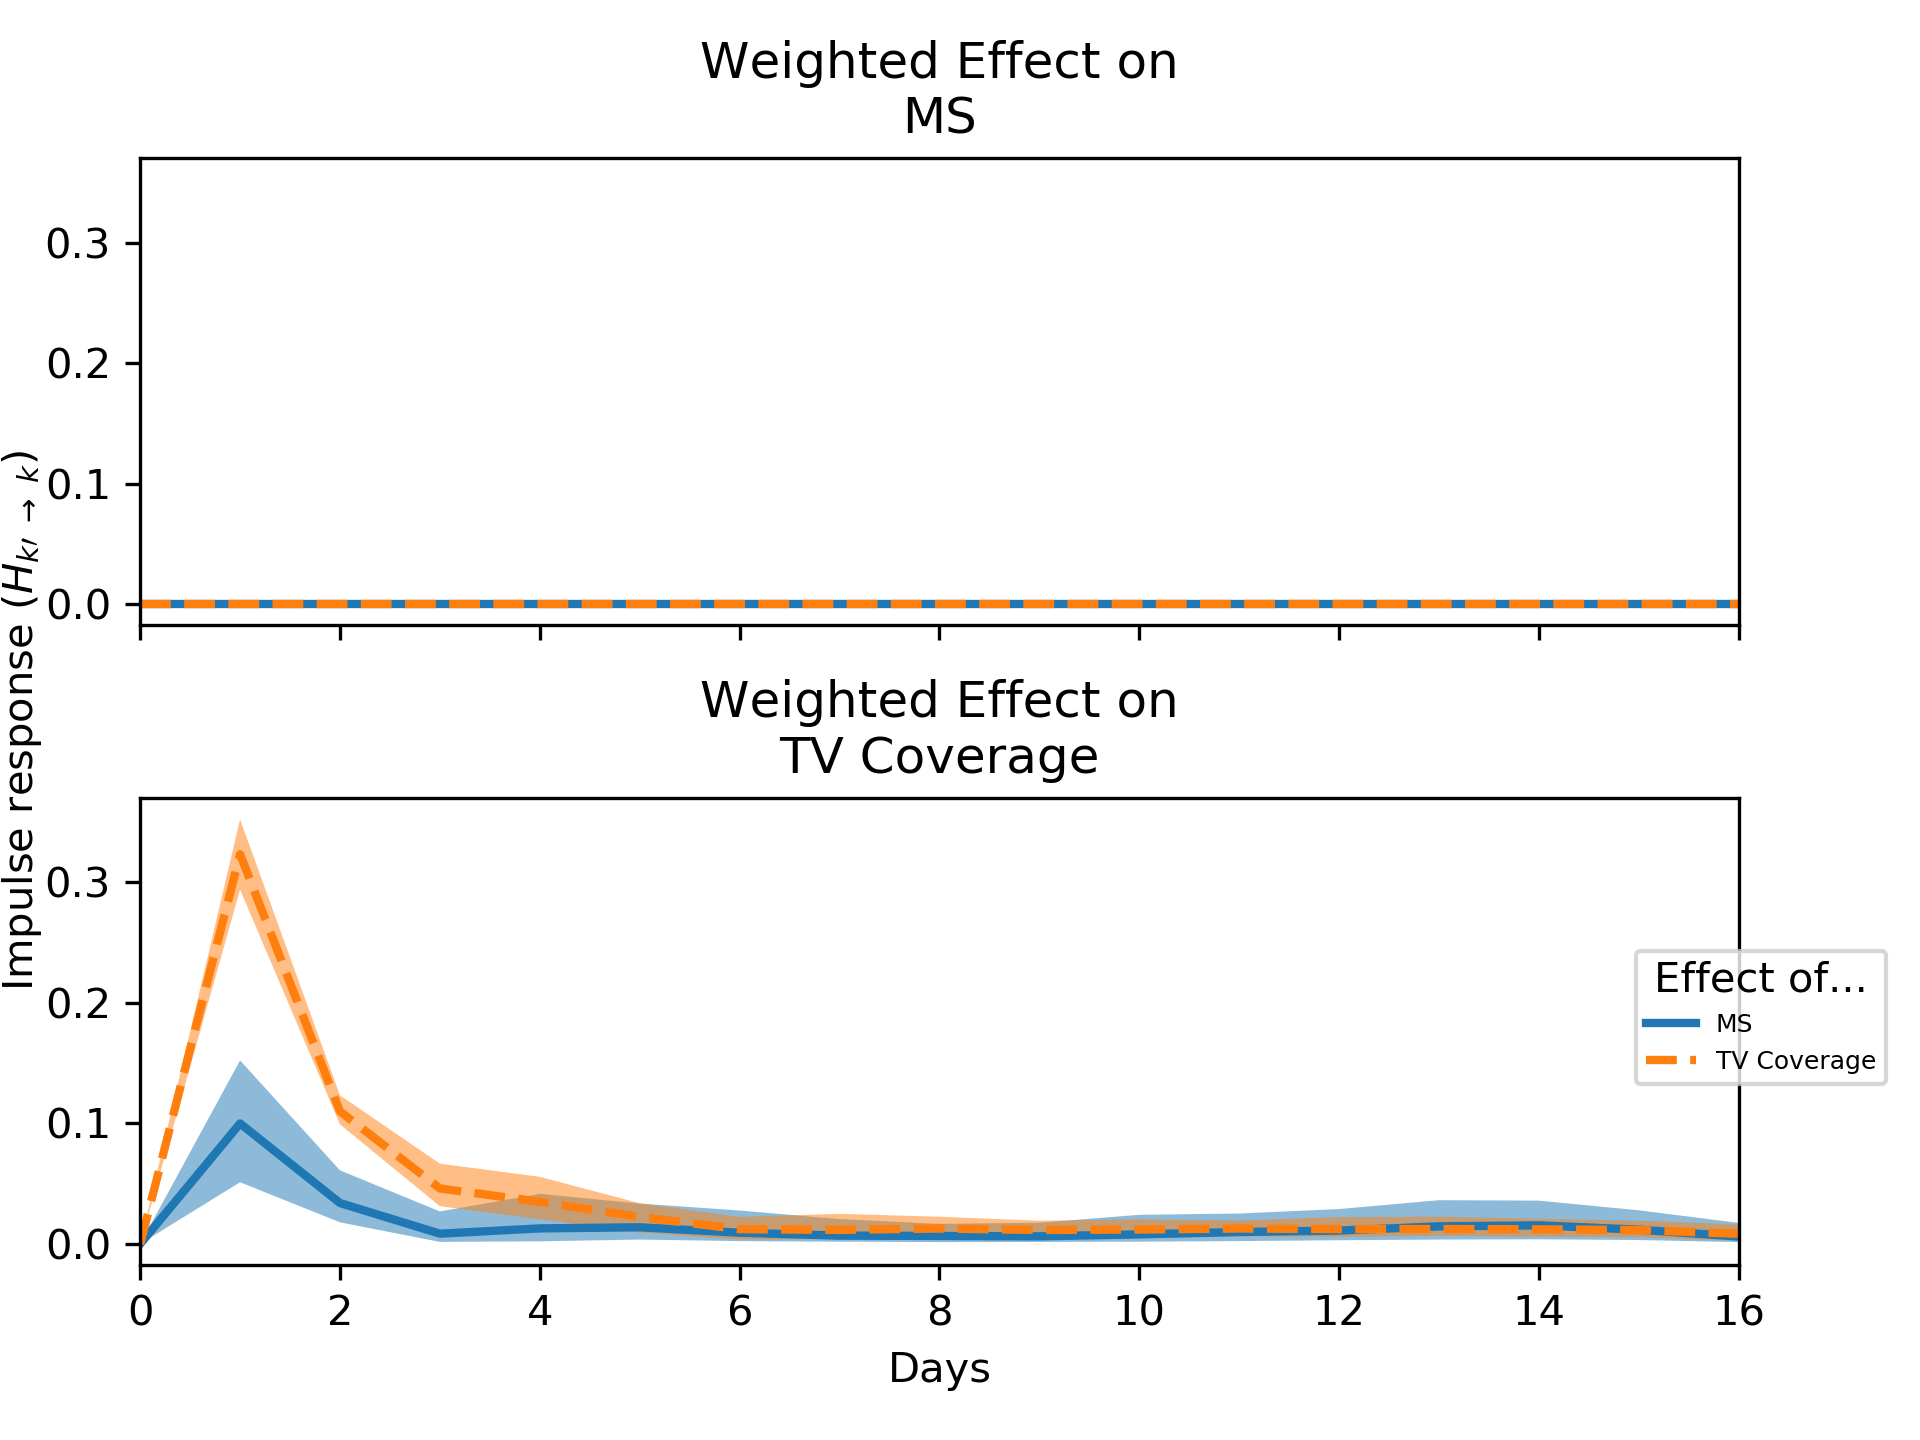 Weighted Effect on
MS
0.3
0.2
0.1
0.0
Impulse response (H_{k′ → k})
Weighted Effect on
TV Coverage
0.3
0.2
0.1
0.0
0 2 4 6 8 10 12 14 16
Days
Effect of...
MS
TV Coverage